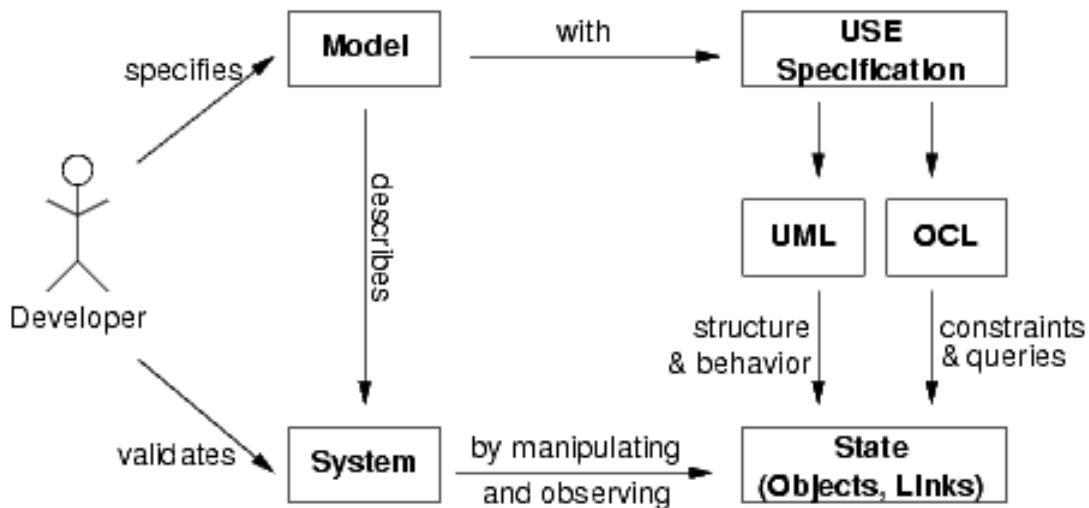 Model
with
USE
Specification
specifies
describes
UML
OCL
Developer
structure
& behavior
constraints
& queries
validates
System
by manipulating
and observing
State
(Objects, Links)